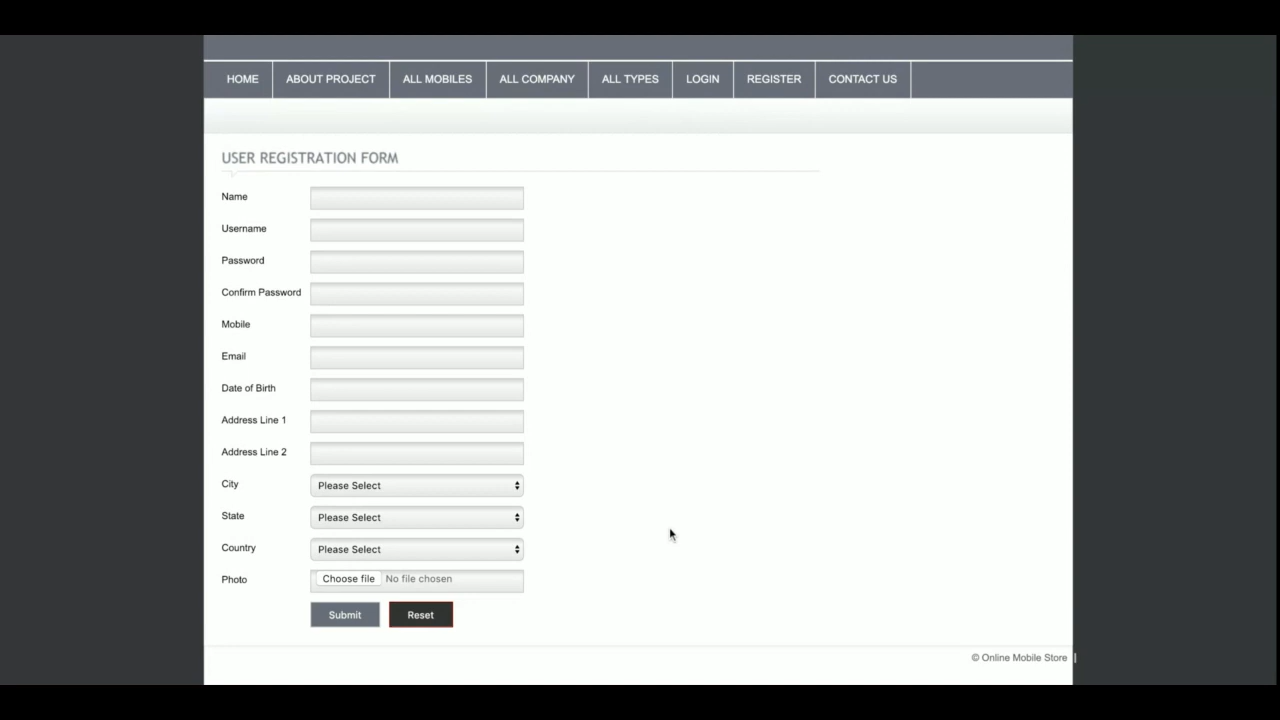 HOME ABOUT PROJECT ALL MOBILES ALL COMPANY ALL TYPES LOGIN REGISTER CONTACT US
USER REGISTRATION FORM
Name
Username
Password
Confirm Password
Mobile
Email
Date of Birth
Address Line 1
Address Line 2
City Please Select
State Please Select
Country Please Select
Photo Choose file No file chosen
Submit Reset
© Online Mobile Store |